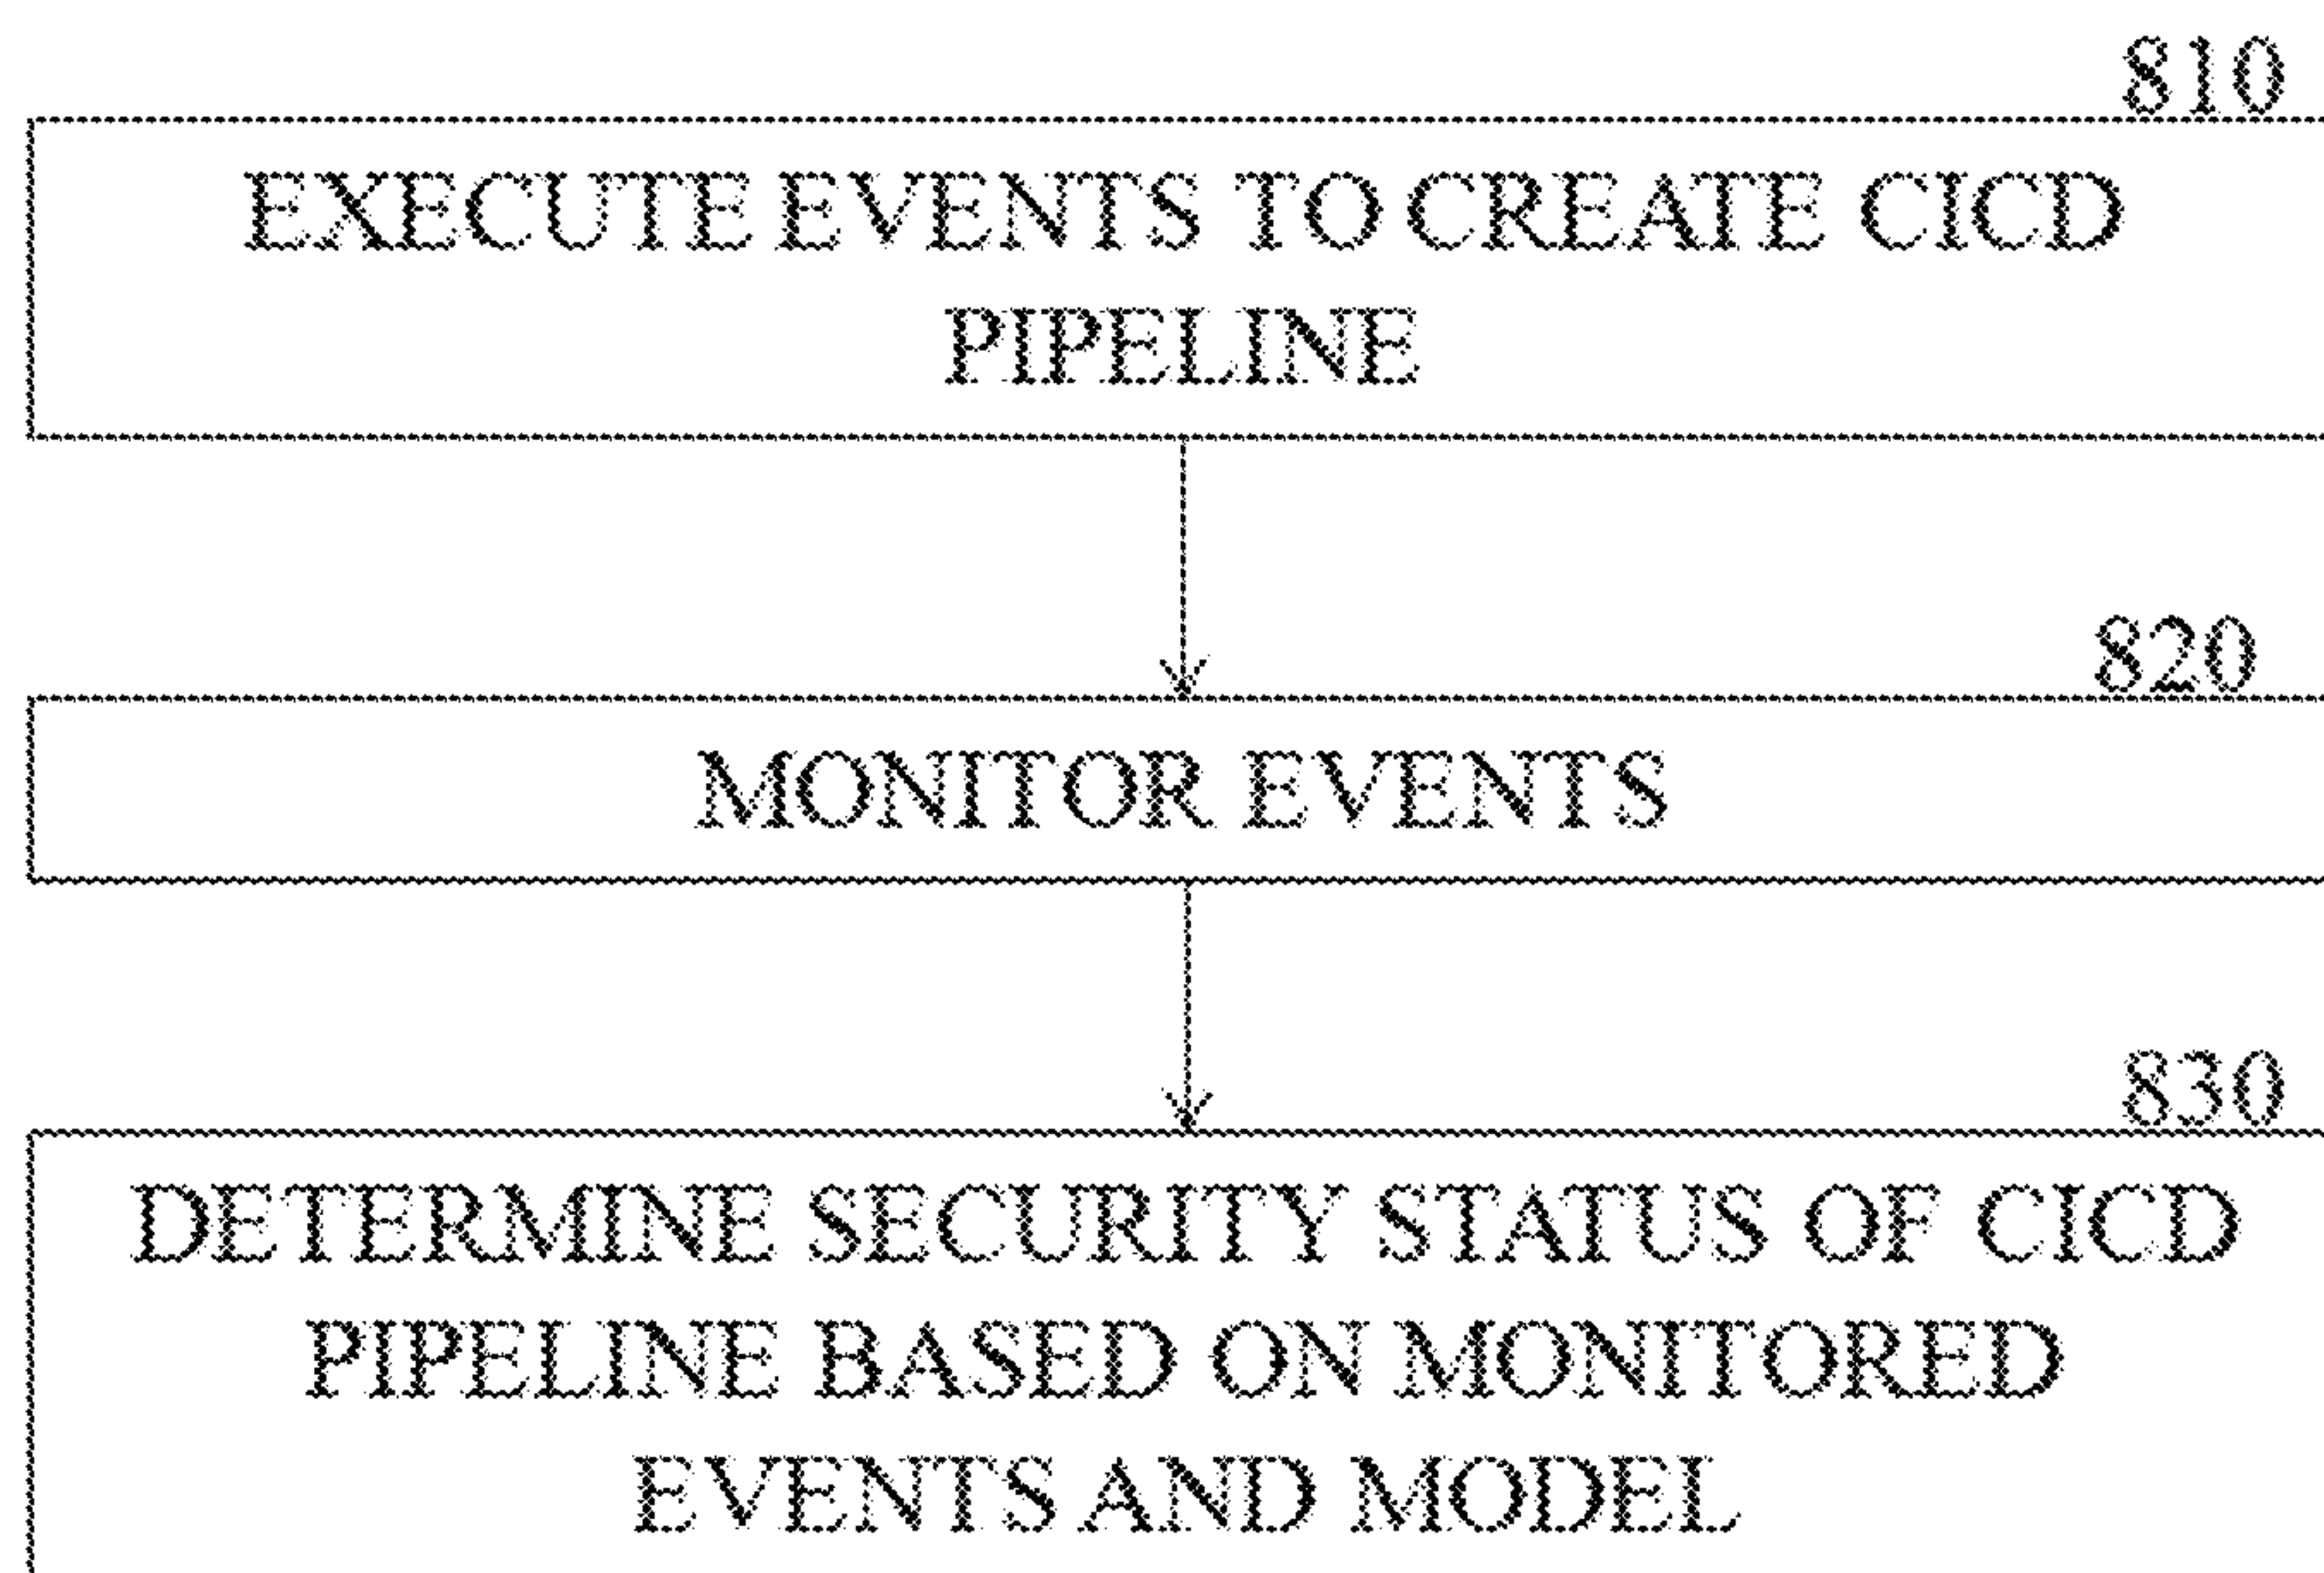 810
EXECUTE EVENTS TO CREATE CICD
PIPELINE
820
MONITOR EVENTS
830
DETERMINE SECURITY STATUS OF CICD
PIPELINE BASED ON MONITORED
EVENTS AND MODEL